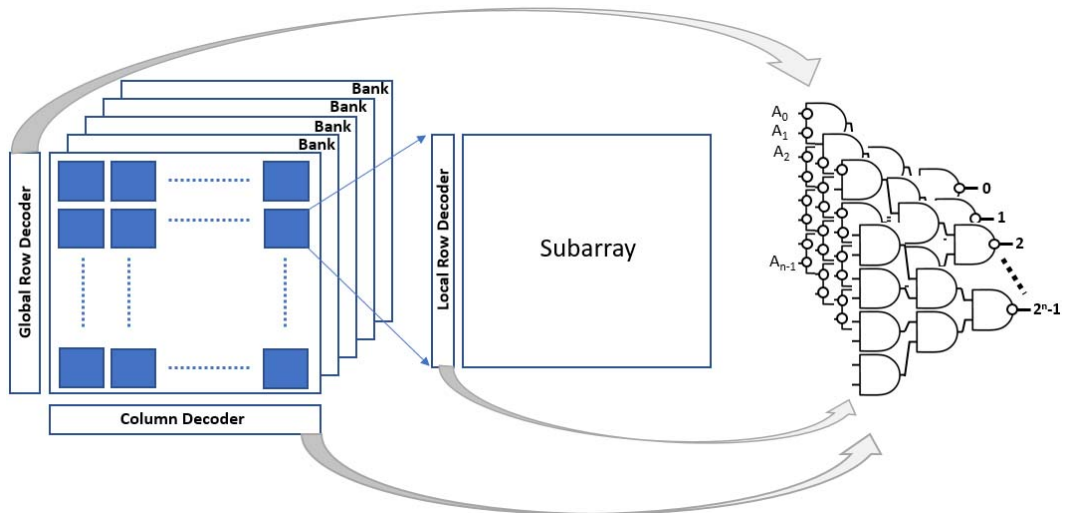 Bank
Bank
Bank
Bank
Global Row Decoder
Column Decoder
Local Row Decoder
Subarray
A₀
A₁
A₂
Aₙ₋₁
0
1
2
2ⁿ-1